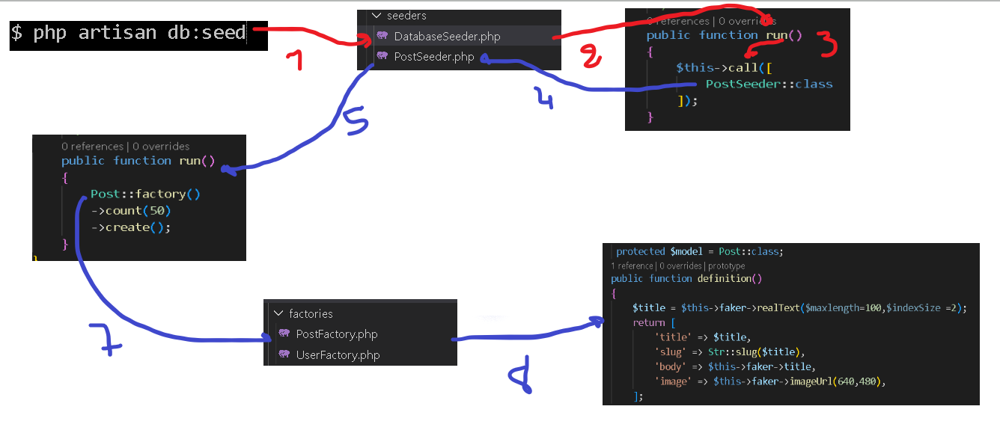 $ php artisan db:seed
1
seeders
DatabaseSeeder.php
PostSeeder.php
2
0 references | 0 overrides
public function run()
{
$this->call([
PostSeeder::class
]);
}
3
4
5
0 references | 0 overrides
public function run()
{
Post::factory()
->count(50)
->create();
}
}
7
factories
PostFactory.php
UserFactory.php
8
protected $model = Post::class;
1 reference | 0 overrides | prototype
public function definition()
{
$title = $this->faker->realText($maxlength=100,$indexSize =2);
return [
'title' => $title,
'slug' => Str::slug($title),
'body' => $this->faker->title,
'image' => $this->faker->imageUrl(640,480),
];